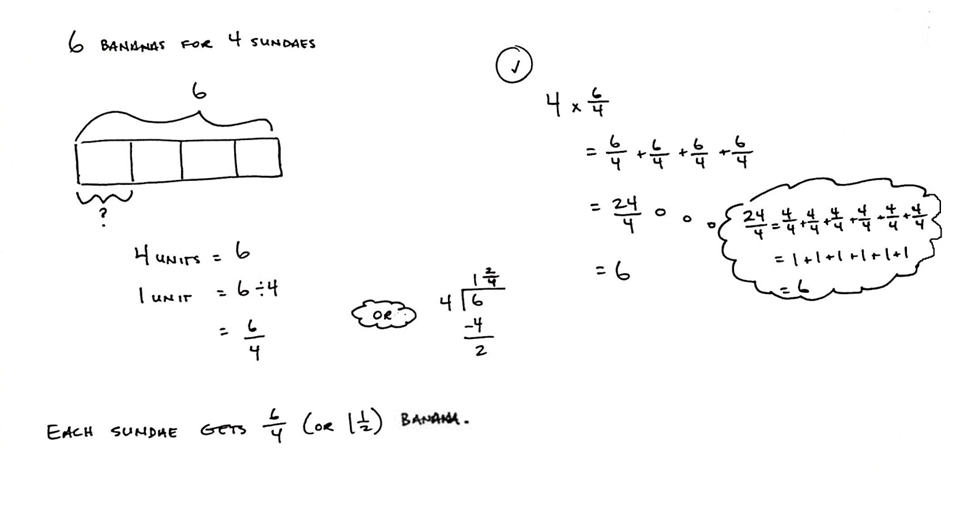 6 BANANAS FOR 4 SUNDAES
6
?
4 UNITS = 6
1 UNIT = 6 ÷ 4
= 6/4
OR
1 2/4
4 6
-4
2
EACH SUNDAE GETS 6/4 (OR 1 1/2) BANANA.
✓
4 × 6/4
= 6/4 + 6/4 + 6/4 + 6/4
= 24/4
= 6
24/4 = 4/4 + 4/4 + 4/4 + 4/4 + 4/4 + 4/4
= 1 + 1 + 1 + 1 + 1 + 1
= 6